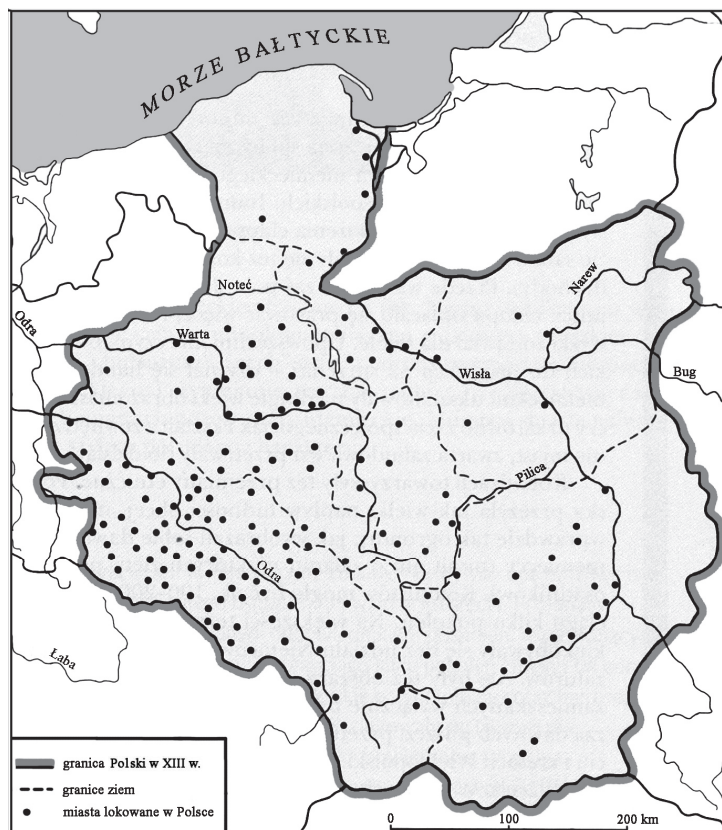 MORZE BAŁTYCKIE
Noteć
Narew
Odra
Warta
Wisła
Bug
Pilica
Odra
Łaba
granica Polski w XIII w.
granice ziem
miasta lokowane w Polsce
0 100 200 km